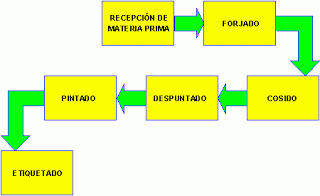 RECEPCIÓN DE
MATERIA PRIMA
FORJADO
COSIDO
DESPUNTADO
PINTADO
ETIQUETADO